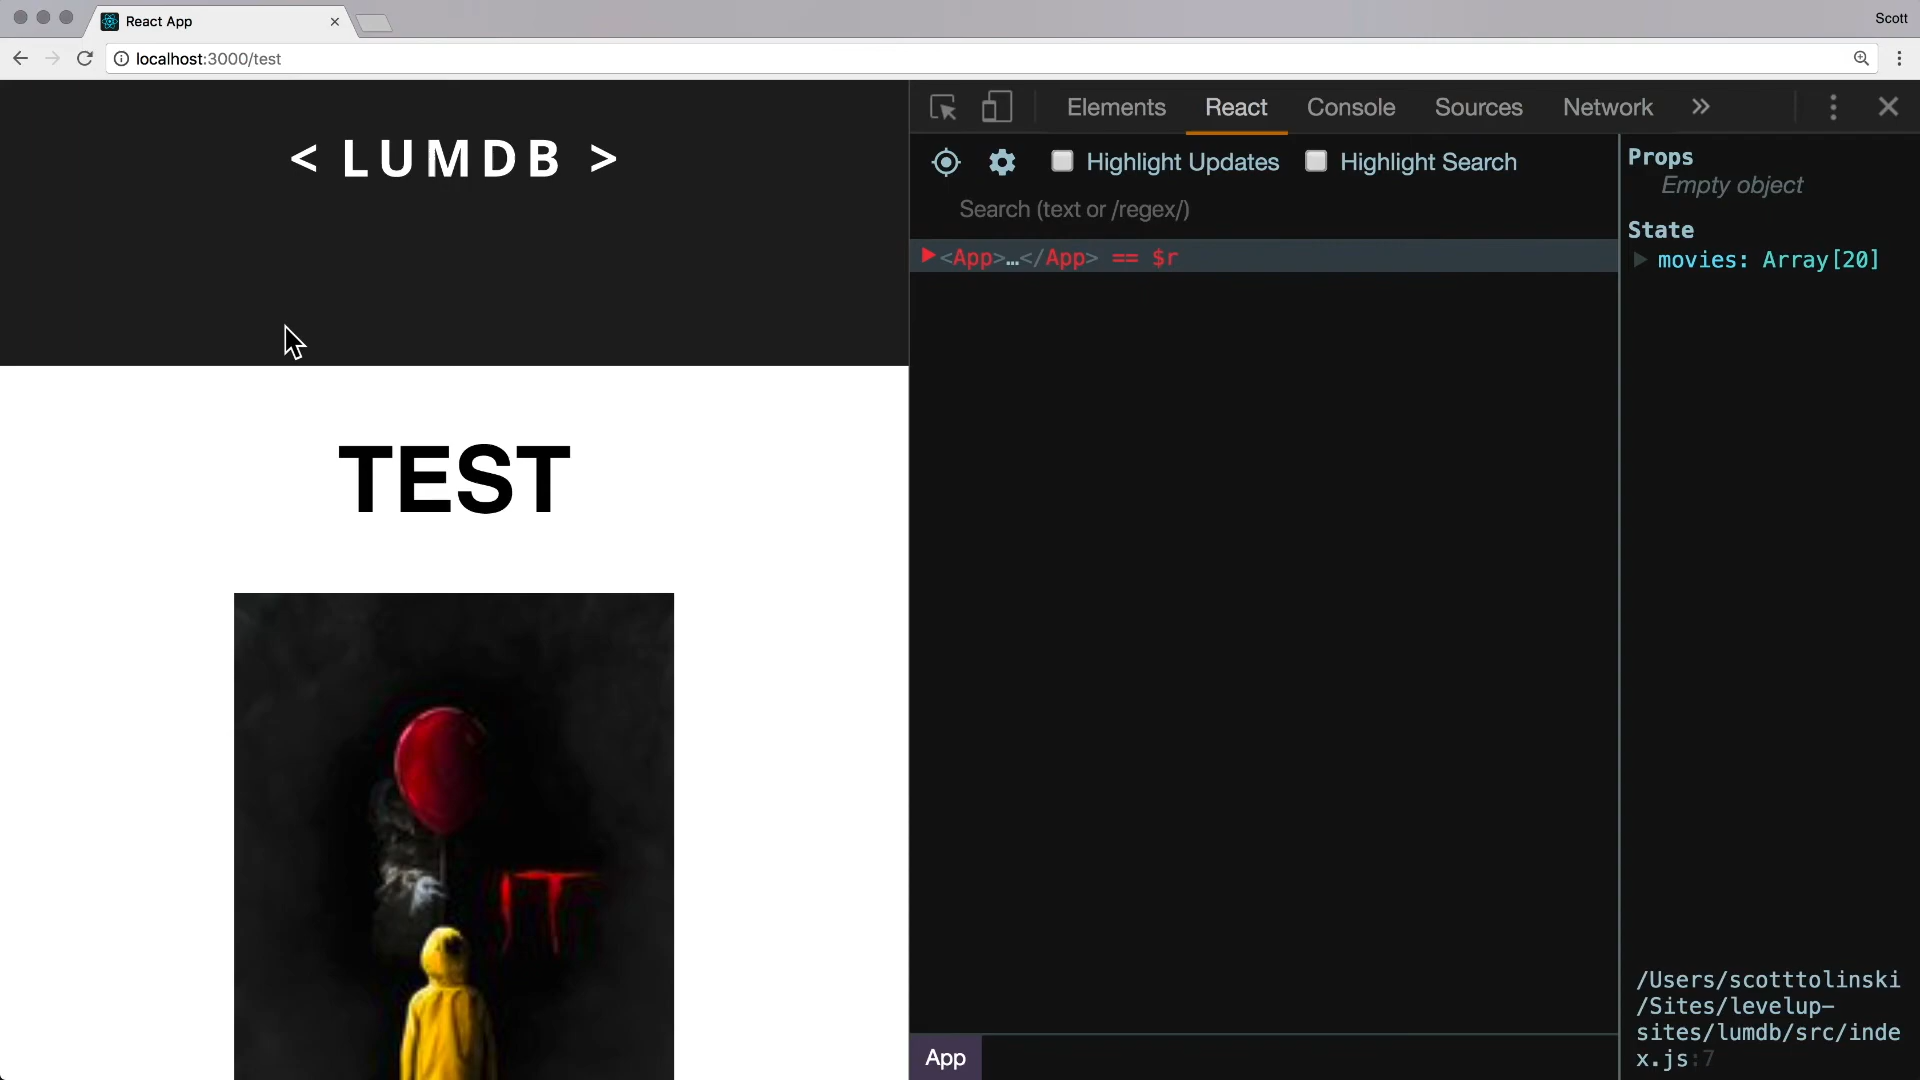 React App
Scott
localhost:3000/test
< LUMDB >
TEST
IT
Elements
React
Console
Sources
Network
Highlight Updates
Highlight Search
Search (text or /regex/)
<App>…</App> == $r
App
Props
Empty object
State
movies: Array[20]
/Users/scotttolinski
/Sites/levelup-
sites/lumdb/src/inde
x.js:7